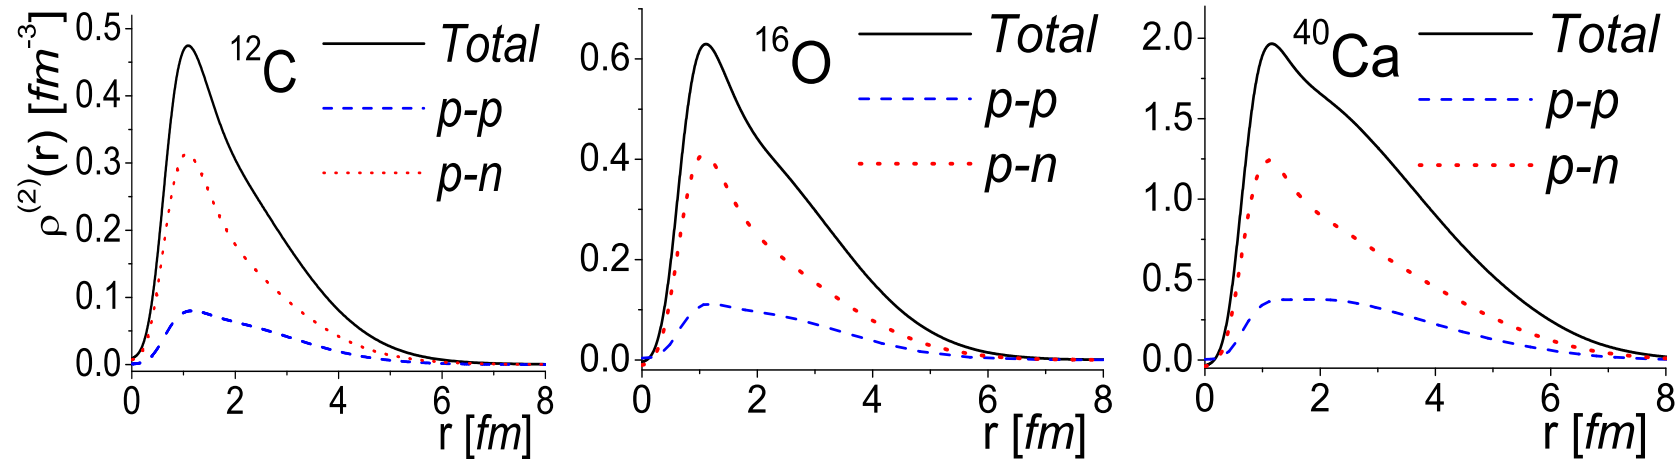 ρ(2)(r) [fm-3]
0.5
0.4
0.3
0.2
0.1
0.0
0 2 4 6 8
r [fm]
12C
Total
p-p
p-n
0.6
0.4
0.2
0.0
0 2 4 6 8
r [fm]
16O
Total
p-p
p-n
2.0
1.5
1.0
0.5
0.0
0 2 4 6 8
r [fm]
40Ca
Total
p-p
p-n